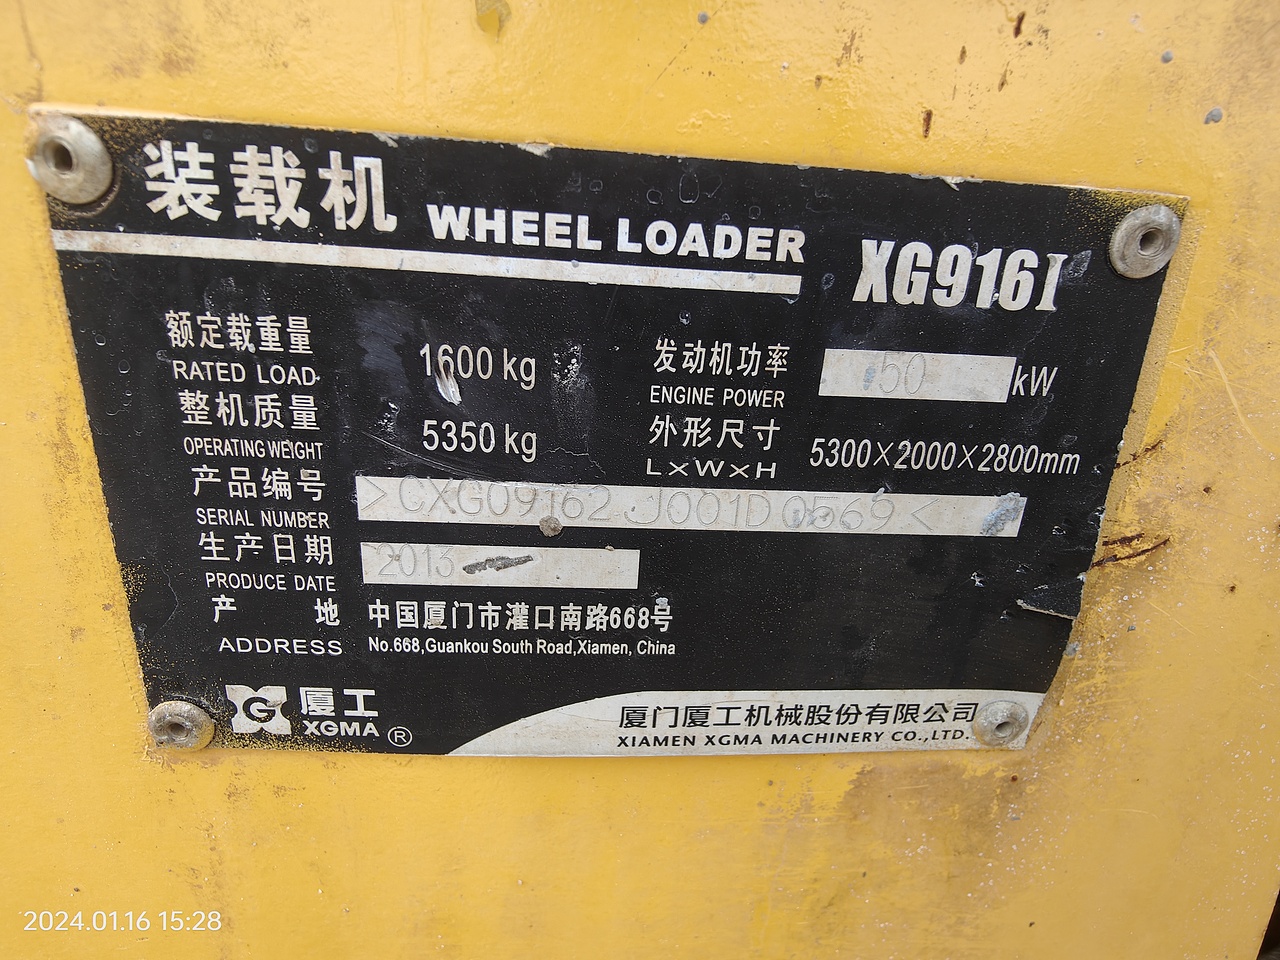 装载机 WHEEL LOADER XG916I
额定载重量 1600 kg 发动机功率 50 kW
RATED LOAD ENGINE POWER
整机质量 5350 kg 外形尺寸 5300×2000×2800mm
OPERATING WEIGHT L×W×H
产品编号 >CXG09162J001D0569<
SERIAL NUMBER
生产日期 2013
PRODUCE DATE
产 地 中国厦门市灌口南路668号
ADDRESS No.668,Guankou South Road,Xiamen, China
G 厦工 厦门厦工机械股份有限公司
XGMA ® XIAMEN XGMA MACHINERY CO.,LTD.
2024.01.16 15:28